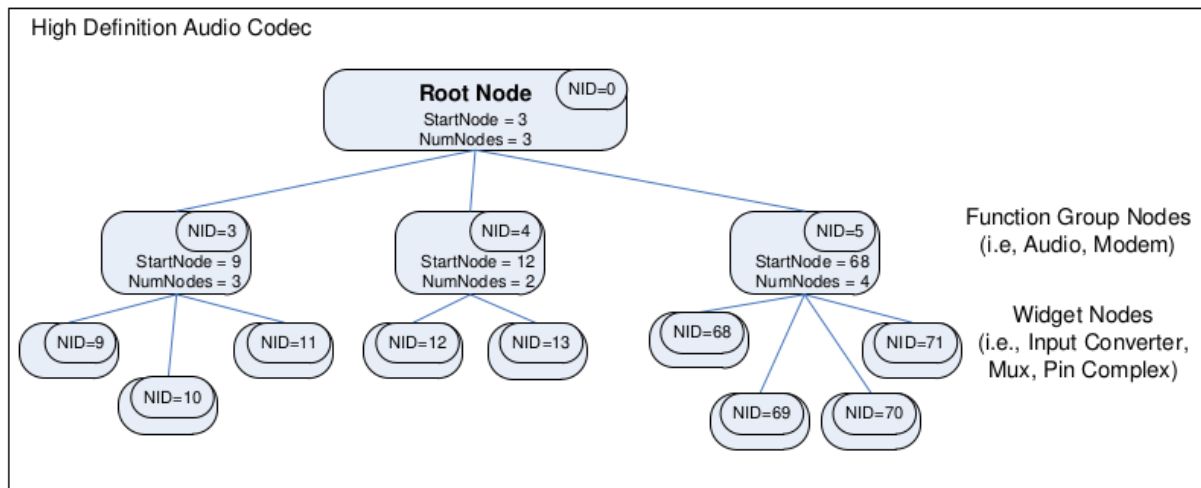 High Definition Audio Codec
NID=0
Root Node
StartNode = 3
NumNodes = 3
NID=3
StartNode = 9
NumNodes = 3
NID=4
StartNode = 12
NumNodes = 2
NID=5
StartNode = 68
NumNodes = 4
Function Group Nodes
(i.e, Audio, Modem)
NID=9
NID=10
NID=11
NID=12
NID=13
NID=68
NID=69
NID=70
NID=71
Widget Nodes
(i.e., Input Converter,
Mux, Pin Complex)